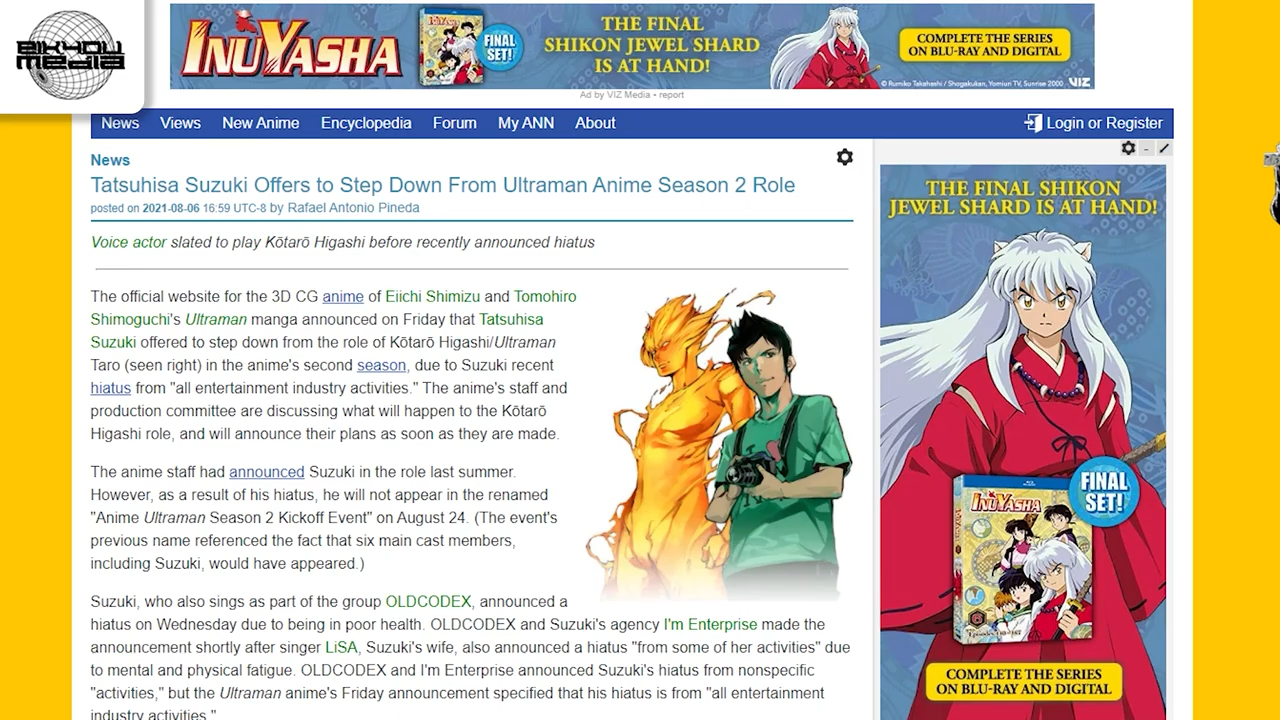 BIKYOU
media
INUYASHA
FINAL
SET!
THE FINAL
SHIKON JEWEL SHARD
IS AT HAND!
COMPLETE THE SERIES
ON BLU-RAY AND DIGITAL
© Rumiko Takahashi / Shogakukan, Yomiuri TV, Sunrise 2000
VIZ
Ad by VIZ Media • report
News Views New Anime Encyclopedia Forum My ANN About Login or Register
News
Tatsuhisa Suzuki Offers to Step Down From Ultraman Anime Season 2 Role
posted on 2021-08-06 16:59 UTC-8 by Rafael Antonio Pineda
Voice actor slated to play Kōtarō Higashi before recently announced hiatus
The official website for the 3D CG anime of Eiichi Shimizu and Tomohiro
Shimoguchi's Ultraman manga announced on Friday that Tatsuhisa
Suzuki offered to step down from the role of Kōtarō Higashi/Ultraman
Taro (seen right) in the anime's second season, due to Suzuki recent
hiatus from "all entertainment industry activities." The anime's staff and
production committee are discussing what will happen to the Kōtarō
Higashi role, and will announce their plans as soon as they are made.
The anime staff had announced Suzuki in the role last summer.
However, as a result of his hiatus, he will not appear in the renamed
"Anime Ultraman Season 2 Kickoff Event" on August 24. (The event's
previous name referenced the fact that six main cast members,
including Suzuki, would have appeared.)
Suzuki, who also sings as part of the group OLDCODEX, announced a
hiatus on Wednesday due to being in poor health. OLDCODEX and Suzuki's agency I'm Enterprise made the
announcement shortly after singer LiSA, Suzuki's wife, also announced a hiatus "from some of her activities" due
to mental and physical fatigue. OLDCODEX and I'm Enterprise announced Suzuki's hiatus from nonspecific
"activities," but the Ultraman anime's Friday announcement specified that his hiatus is from "all entertainment
industry activities."
THE FINAL SHIKON
JEWEL SHARD IS AT HAND!
FINAL
SET!
INUYASHA
COMPLETE THE SERIES
ON BLU-RAY AND DIGITAL